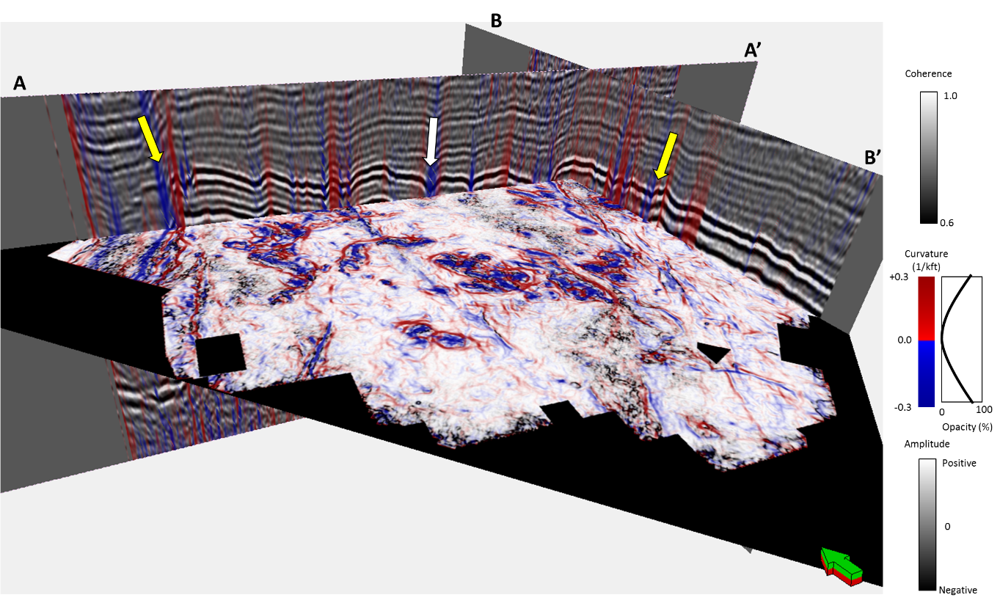 B
A’
A
B’
Coherence
1.0
0.6
Curvature
(1/kft)
+0.3
0.0
-0.3
0
100
Opacity (%)
Amplitude
Positive
0
Negative